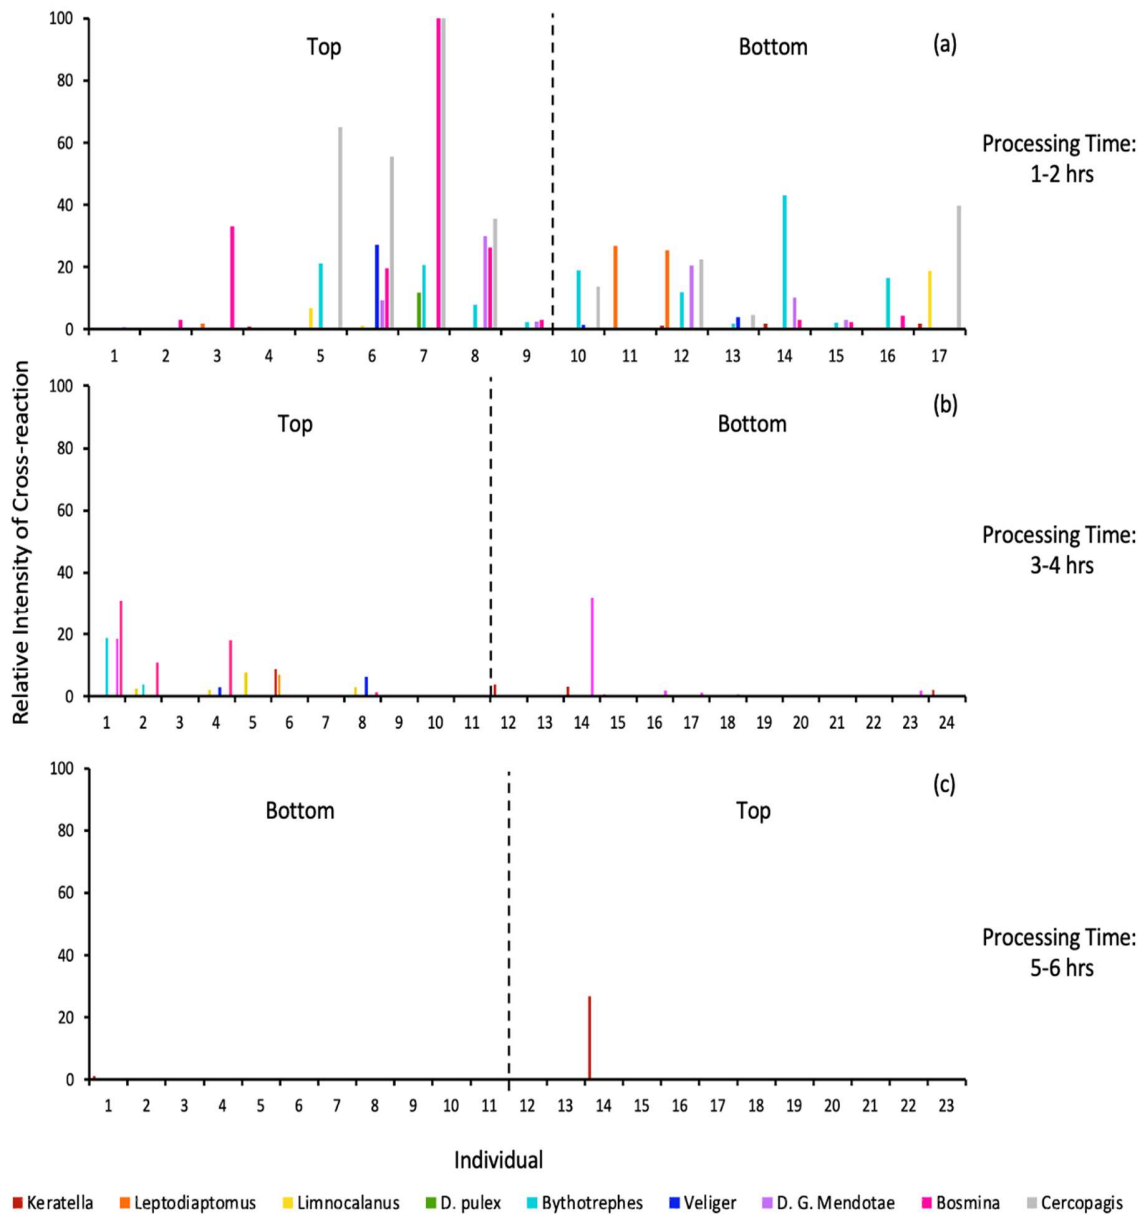 Relative Intensity of Cross-reaction
100
80
60
40
20
0
Top
Bottom
(a)
Processing Time:
1-2 hrs
1 2 3 4 5 6 7 8 9 10 11 12 13 14 15 16 17
100
80
60
40
20
0
Top
Bottom
(b)
Processing Time:
3-4 hrs
1 2 3 4 5 6 7 8 9 10 11 12 13 14 15 16 17 18 19 20 21 22 23 24
100
80
60
40
20
0
Bottom
Top
(c)
Processing Time:
5-6 hrs
1 2 3 4 5 6 7 8 9 10 11 12 13 14 15 16 17 18 19 20 21 22 23
Individual
Keratella Leptodiaptomus Limnocalanus D. pulex Bythotrephes Veliger D. G. Mendotae Bosmina Cercopagis